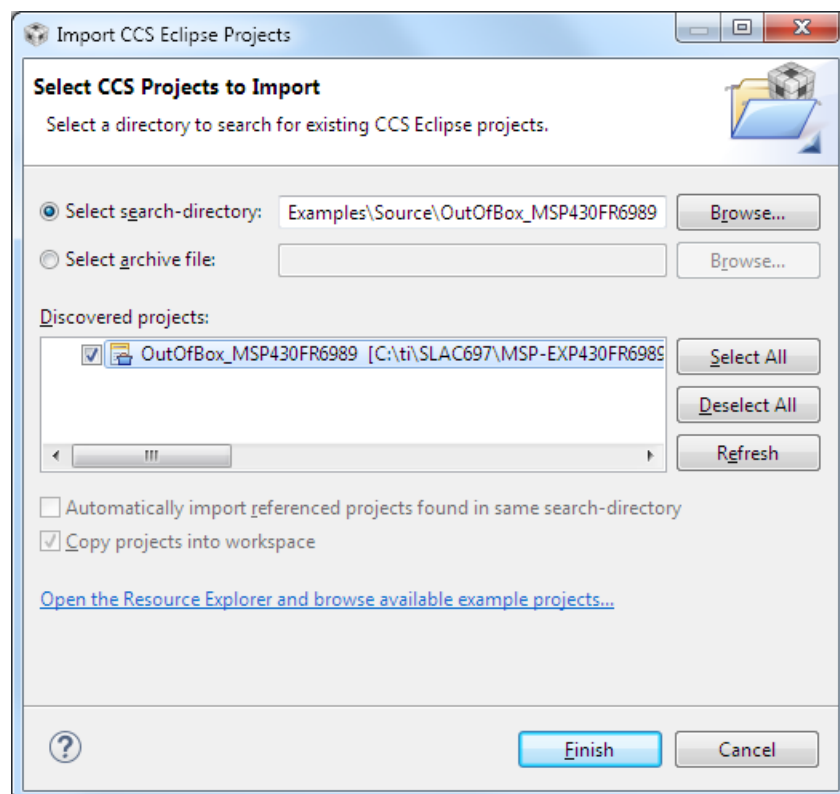 Import CCS Eclipse Projects
Select CCS Projects to Import
Select a directory to search for existing CCS Eclipse projects.
Select search-directory: Examples\Source\OutOfBox_MSP430FR6989 Browse...
Select archive file: Browse...
Discovered projects:
OutOfBox_MSP430FR6989 [C:\ti\SLAC697\MSP-EXP430FR6989 Select All
Deselect All
Refresh
Automatically import referenced projects found in same search-directory
Copy projects into workspace
Open the Resource Explorer and browse available example projects...
? Finish Cancel